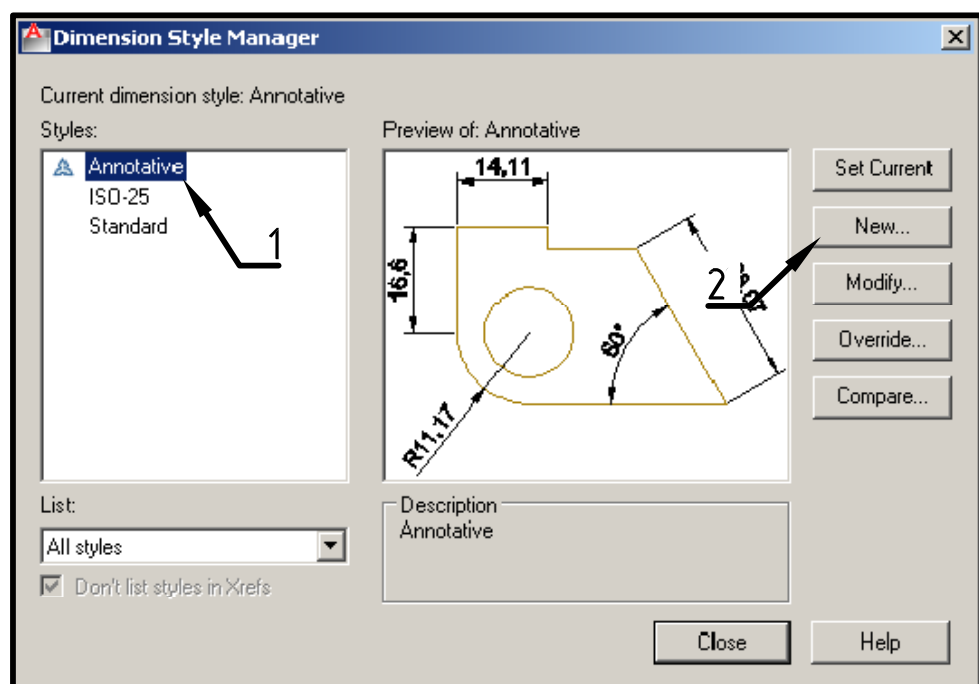 Dimension Style Manager
Current dimension style: Annotative
Styles:
Annotative
ISO-25
Standard
1
Preview of: Annotative
14,11
16,6
60°
R11,17
2
Set Current
New...
Modify...
Override...
Compare...
List:
All styles
Don't list styles in Xrefs
Description
Annotative
Close
Help